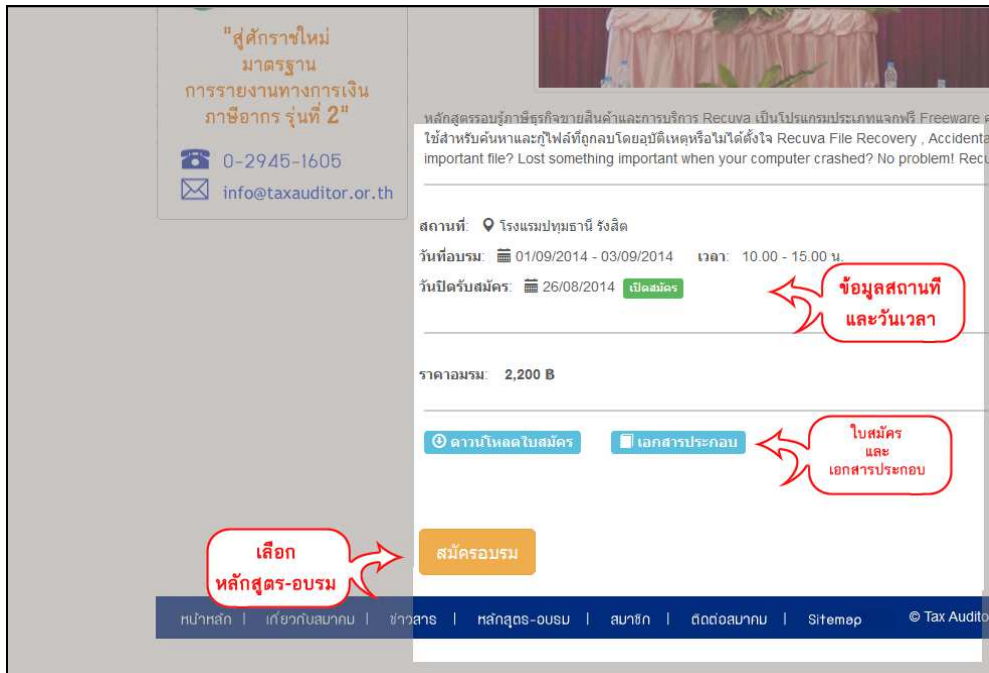 "สู่ศักราชใหม่
มาตรฐาน
การรายงานทางการเงิน
ภาษีอากร รุ่นที่ 2"
0-2945-1605
info@taxauditor.or.th
หลักสูตรรอบรู้ภาษีธุรกิจขายสินค้าและการบริการ Recuva เป็นโปรแกรมประเภทแจกฟรี Freeware
ใช้สำหรับค้นหาและกู้ไฟล์ที่ถูกลบโดยอุบัติเหตุหรือไม่ได้ตั้งใจ Recuva File Recovery , Accidenta
important file? Lost something important when your computer crashed? No problem! Recu
สถานที่: โรงแรมปทุมธานี รังสิต
วันที่อบรม: 01/09/2014 - 03/09/2014 เวลา: 10.00 - 15.00 น.
วันปิดรับสมัคร: 26/08/2014 เปิดสมัคร
ข้อมูลสถานที่
และวันเวลา
ราคาอมรม: 2,200 B
ดาวน์โหลดใบสมัคร เอกสารประกอบ
ใบสมัคร
และ
เอกสารประกอบ
สมัครอบรม
เลือก
หลักสูตร-อบรม
หน้าหลัก | เกี่ยวกับสมาคม | ข่าวสาร | หลักสูตร-อบรม | สมาชิก | ติดต่อสมาคม | Sitemap © Tax Audito